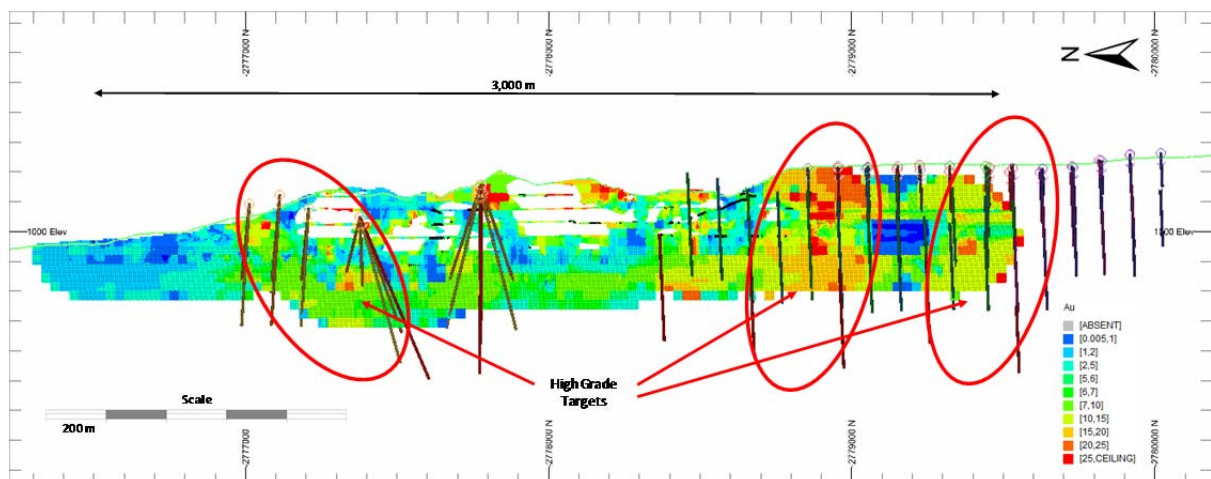 -2777000 N
-2778000 N
-2779000 N
-2780000 N
N
3,000 m
1000 Elev
1000 Elev
Au
[ABSENT]
[0.005,1]
[1,2]
[2,5]
[5,6]
[6,7]
[7,10]
[10,15]
[15,20]
[20,25]
[25,CEILING]
High Grade
Targets
Scale
200 m
-2777000
-2778000 N
-2779000 N
-2780000 N